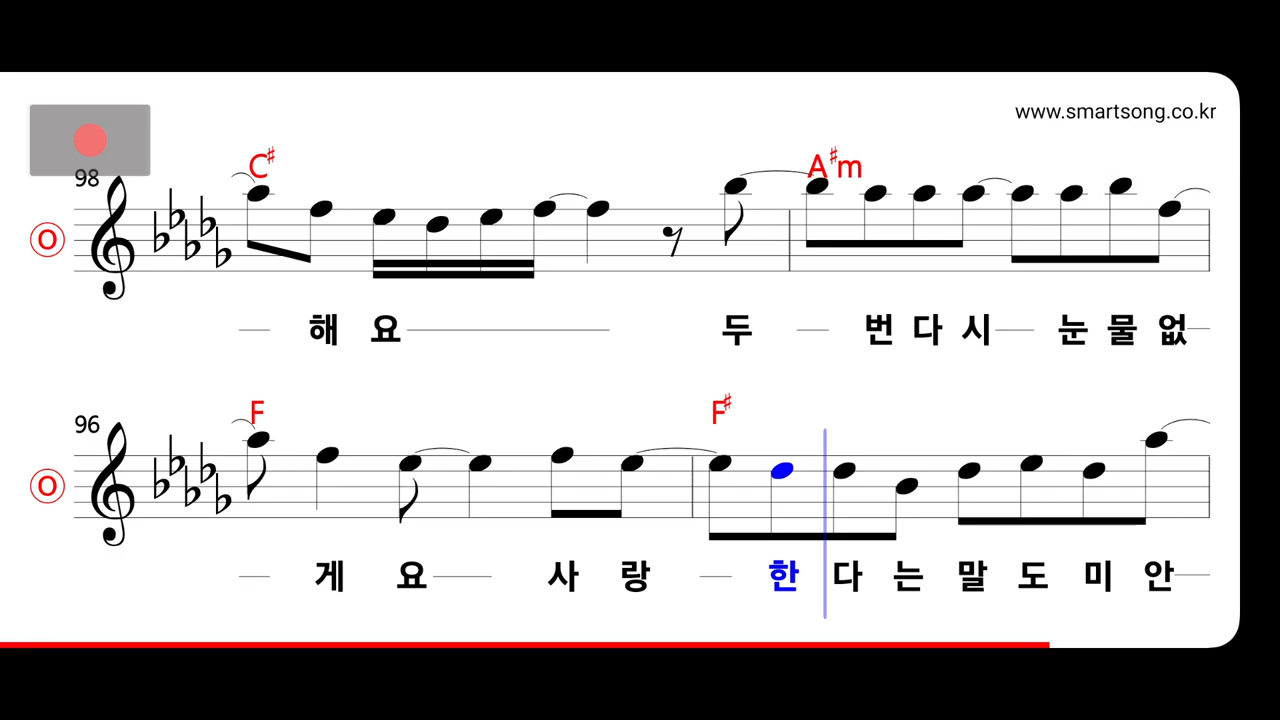 www.smartsong.co.kr
98
C♯ A♯m
O
해 요 두 번 다 시 눈 물 없
96
F F♯
O
게 요 사 랑 한 다 는 말 도 미 안